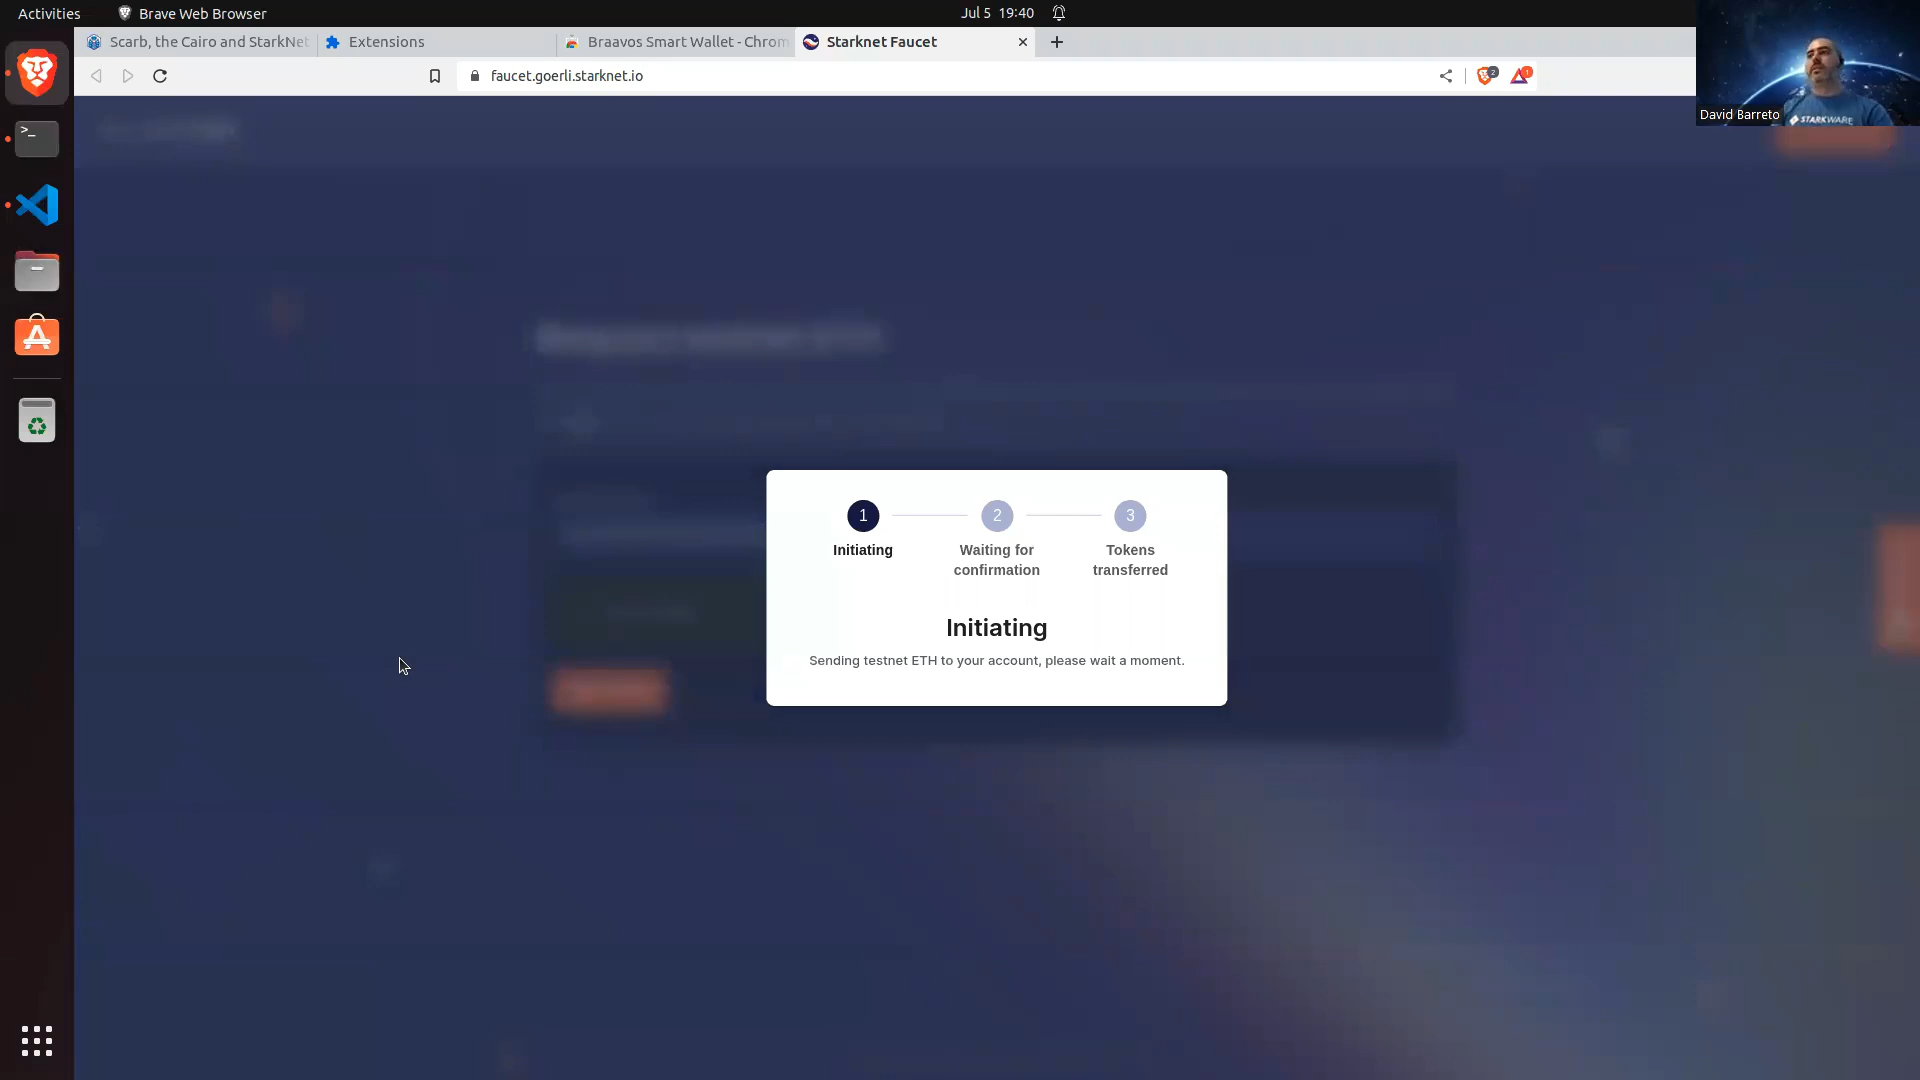 Activities
Brave Web Browser
Jul 5 19:40
Scarb, the Cairo and StarkNet
Extensions
Braavos Smart Wallet - Chrom
Starknet Faucet
faucet.goerli.starknet.io
2
1
David Barreto
STARKWARE
>_
1
2
3
Initiating
Waiting for
confirmation
Tokens
transferred
Initiating
Sending testnet ETH to your account, please wait a moment.